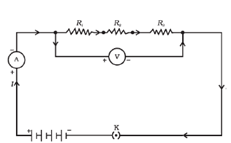 R₁ R₂ R₃
− A +
+ V −
I
K
+ −